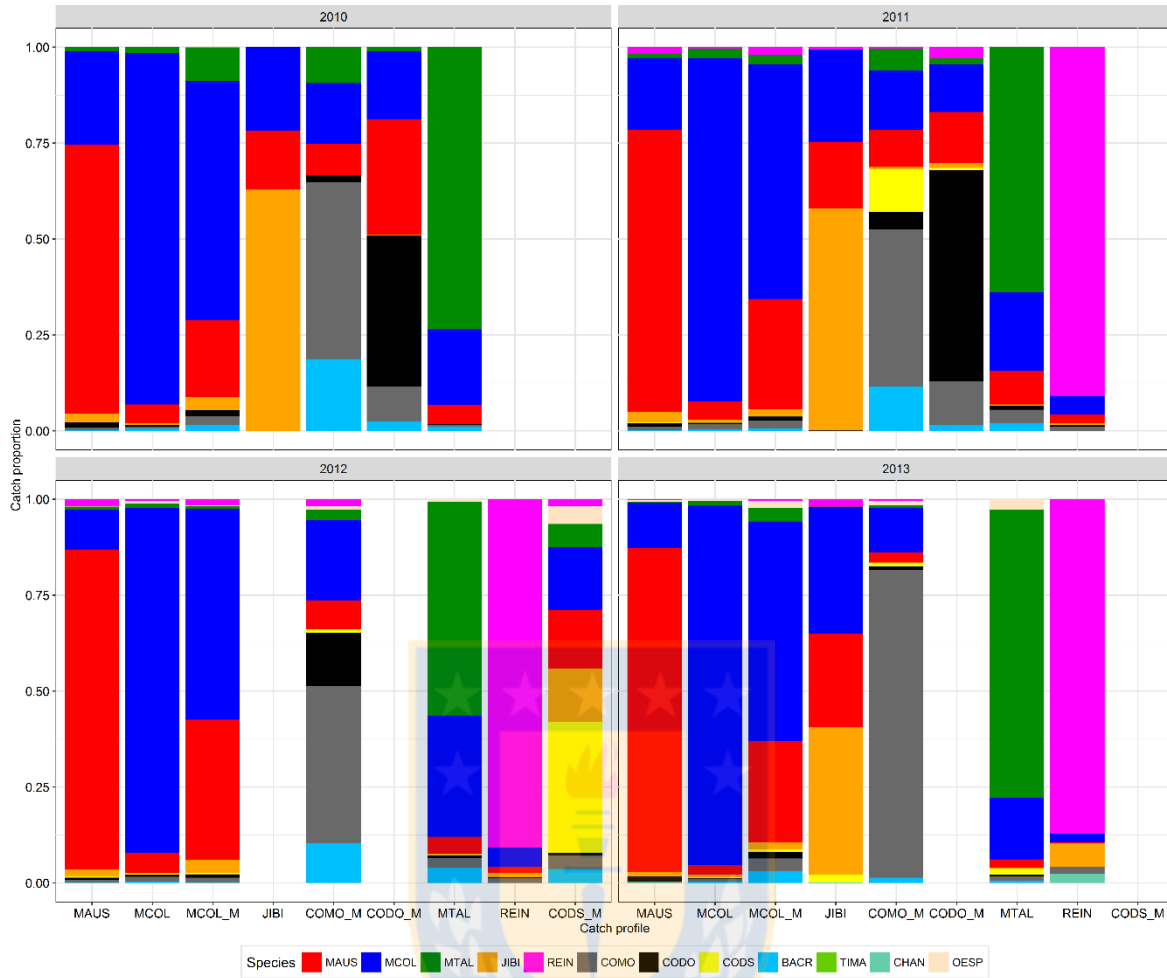 2010
2011
1.00
0.75
0.50
0.25
0.00
2012
2013
1.00
0.75
0.50
0.25
0.00
Catch proportion
MAUS MCOL MCOL_M JIBI COMO_M CODO_M MTAL REIN CODS_M
MAUS MCOL MCOL_M JIBI COMO_M CODO_M MTAL REIN CODS_M
Catch profile
Species MAUS MCOL MTAL JIBI REIN COMO CODO CODS BACR TIMA CHAN OESP